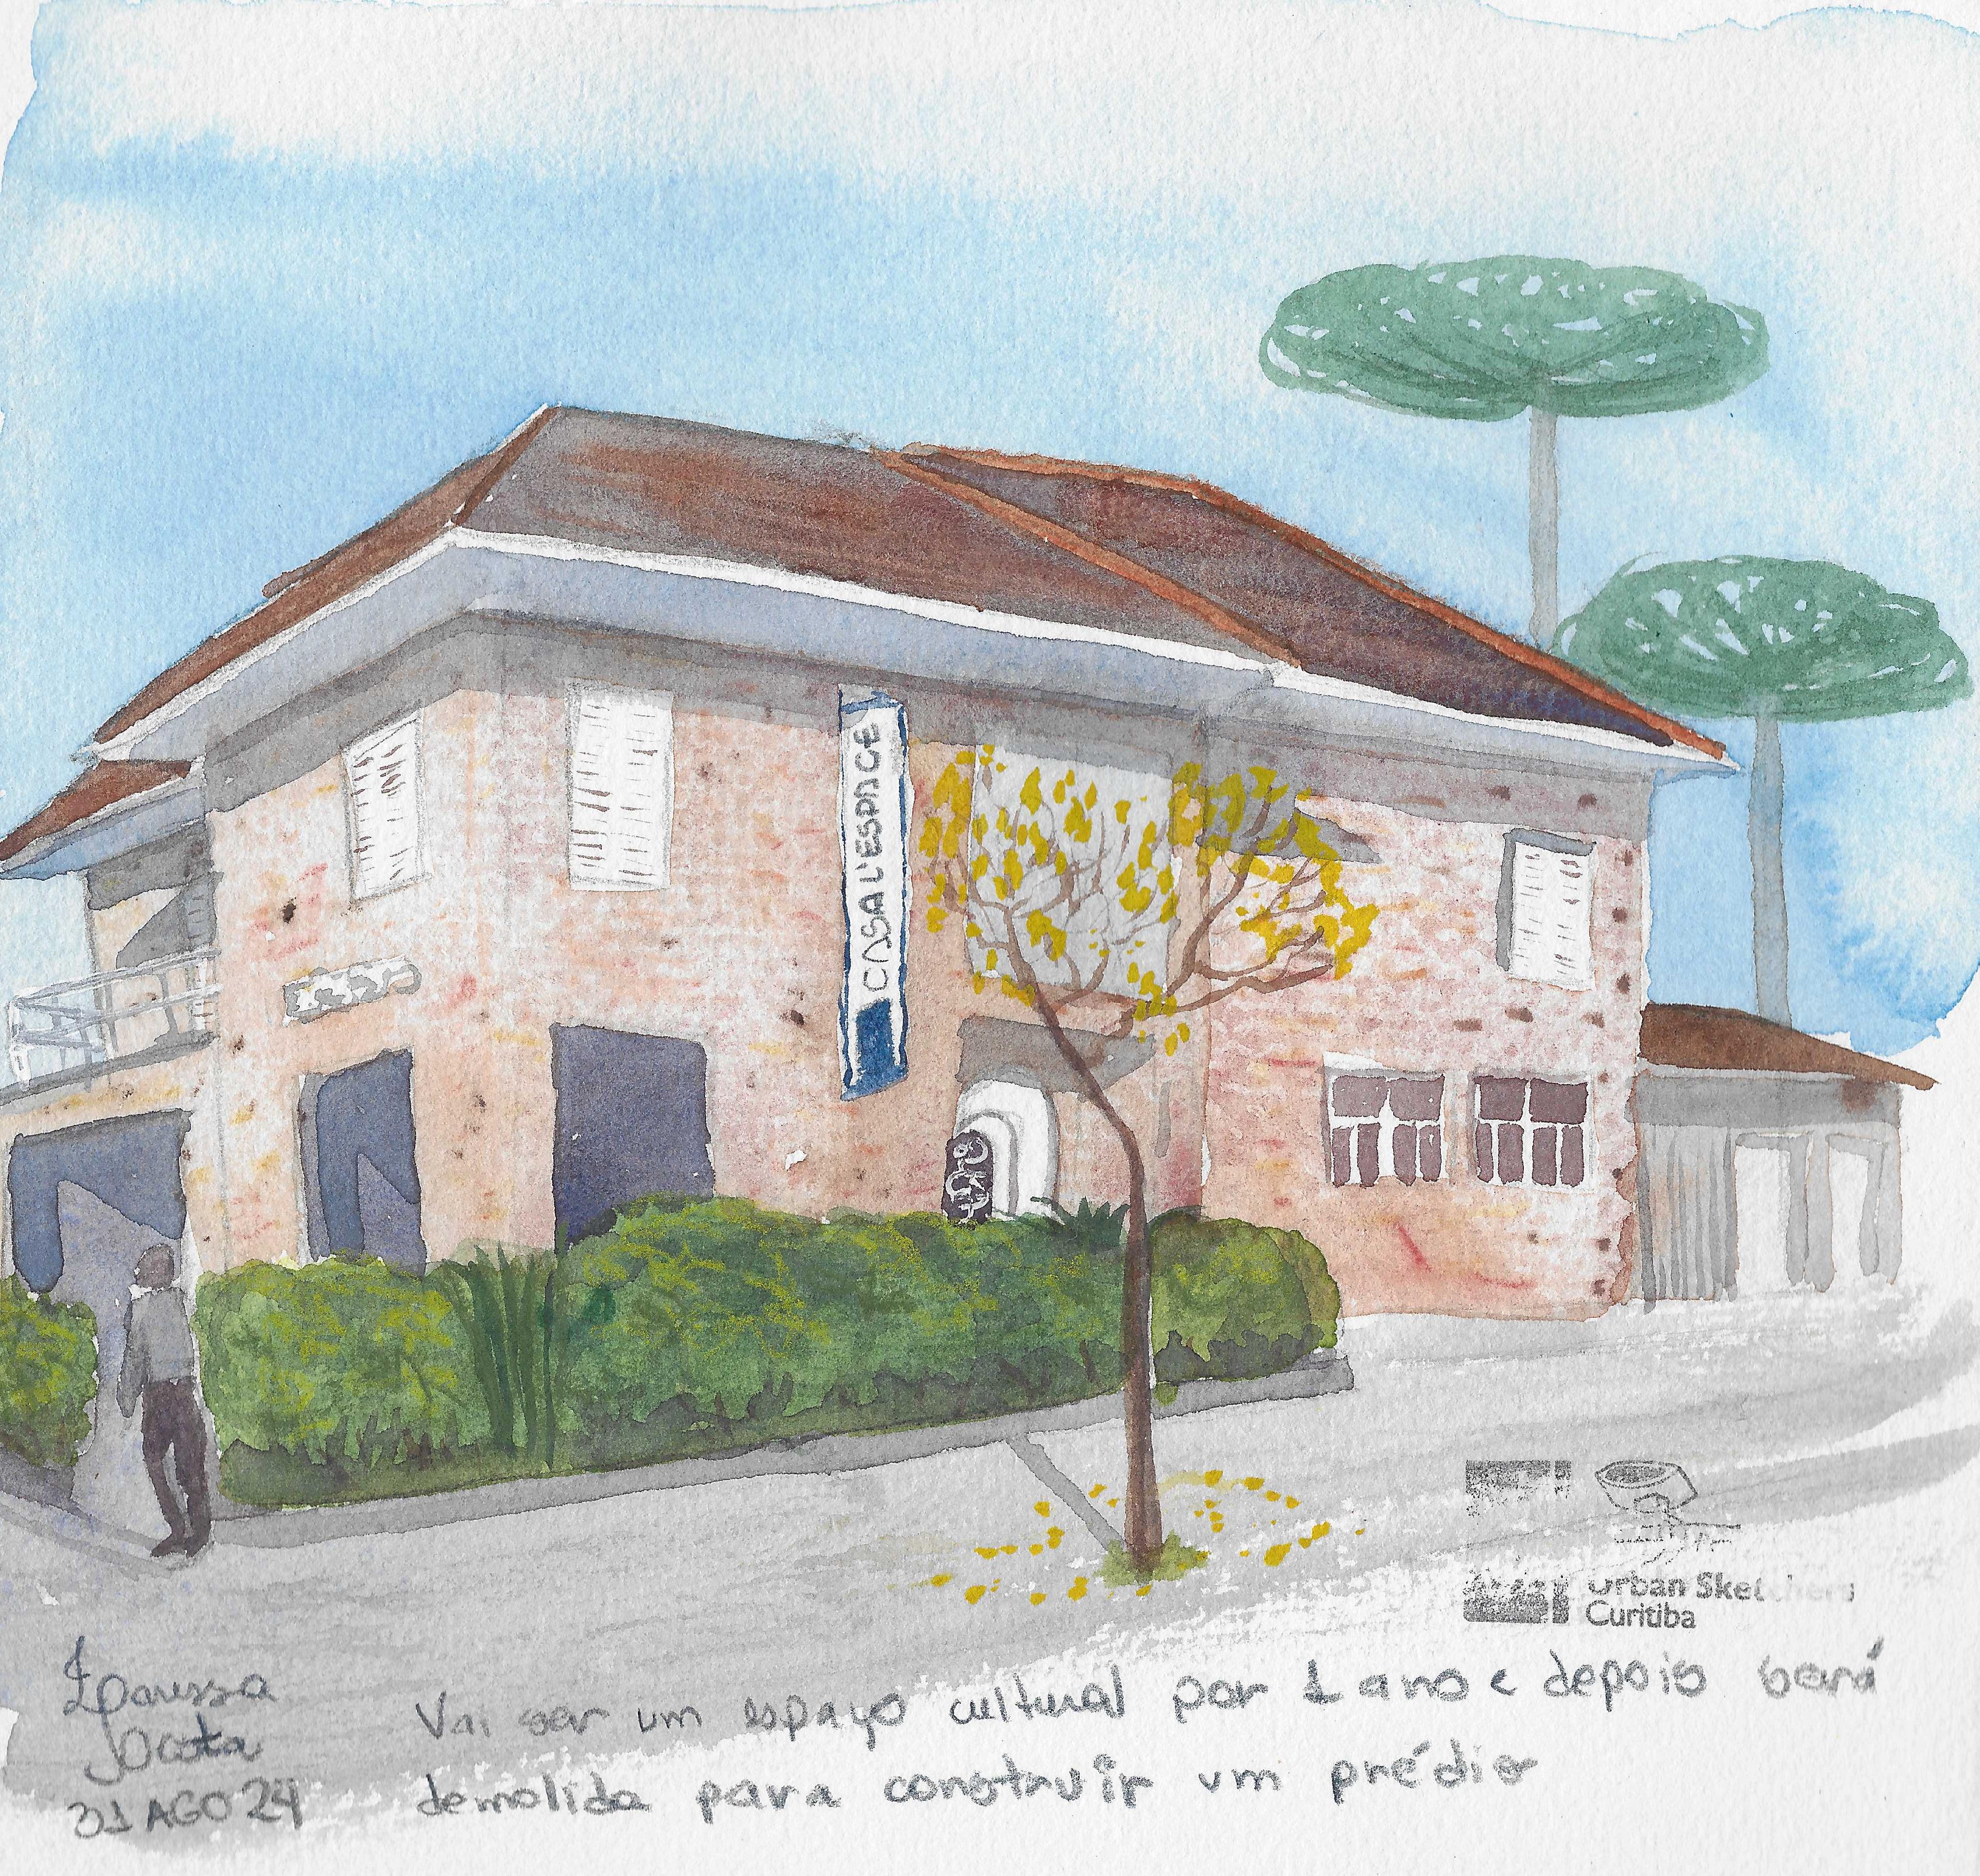 CASA L'ESPACE
Urban Sketchers
Curitiba
Vai ser um espaço cultural por 1 ano e depois será
demolida para construir um prédio
31 AGO 24